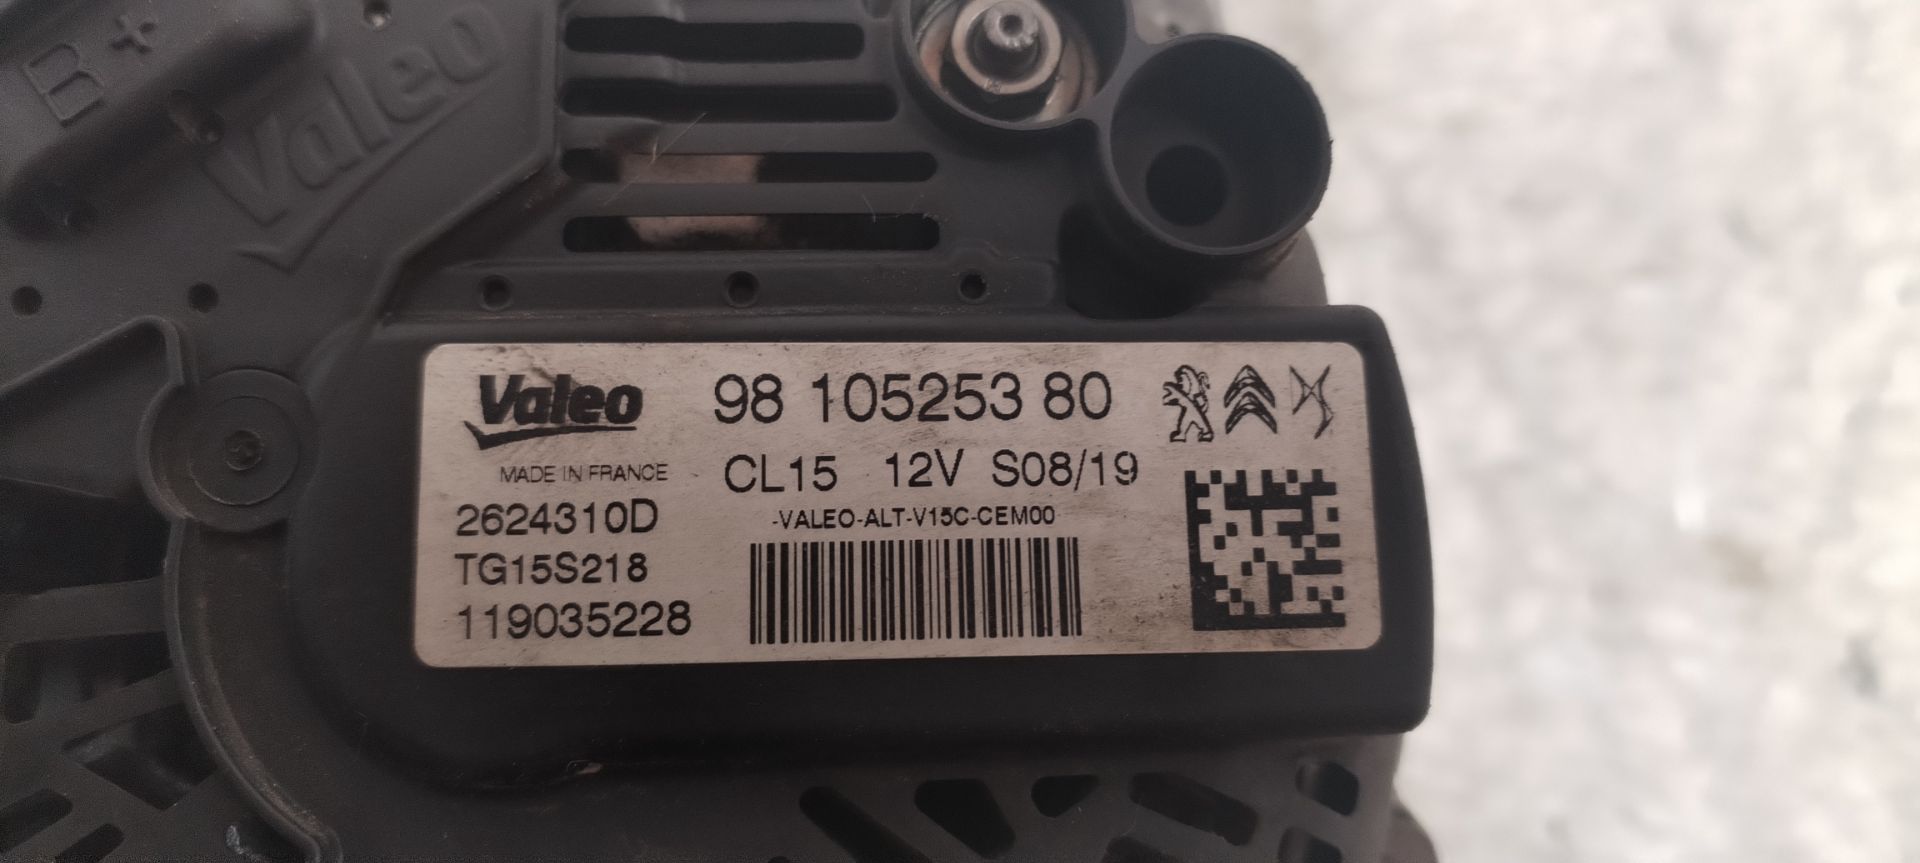 B+
Valeo
Valeo 98 105253 80
MADE IN FRANCE CL15 12V S08/19
2624310D -VALEO-ALT-V15C-CEM00
TG15S218
119035228